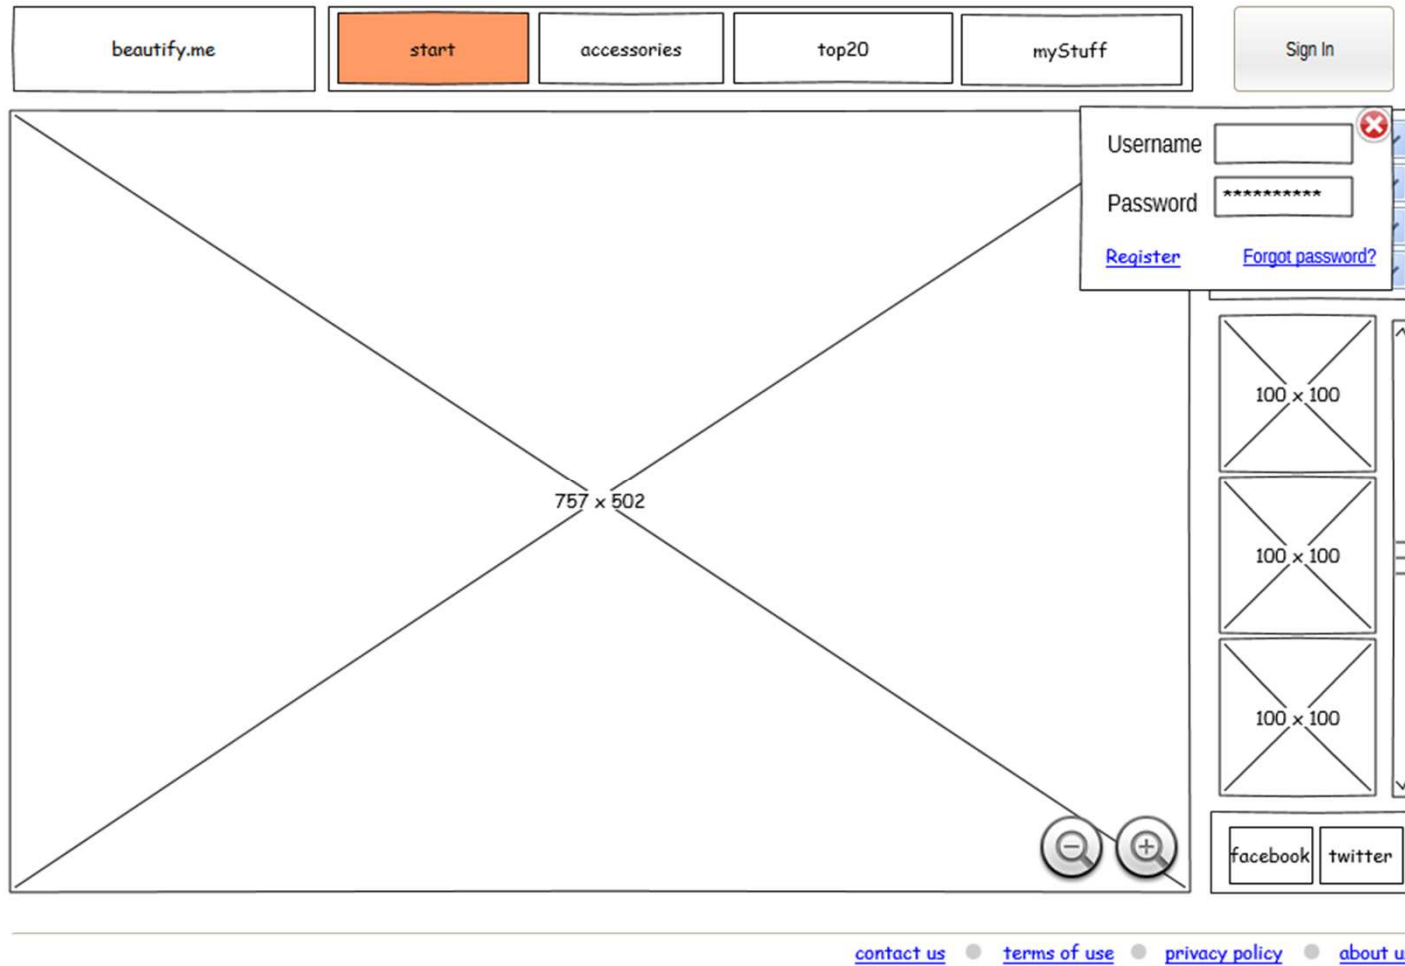 beautify.me
start
accessories
top20
myStuff
Sign In
Username
Password
**********
Register
Forgot password?
757 x 502
100 x 100
100 x 100
100 x 100
facebook
twitter
contact us
terms of use
privacy policy
about